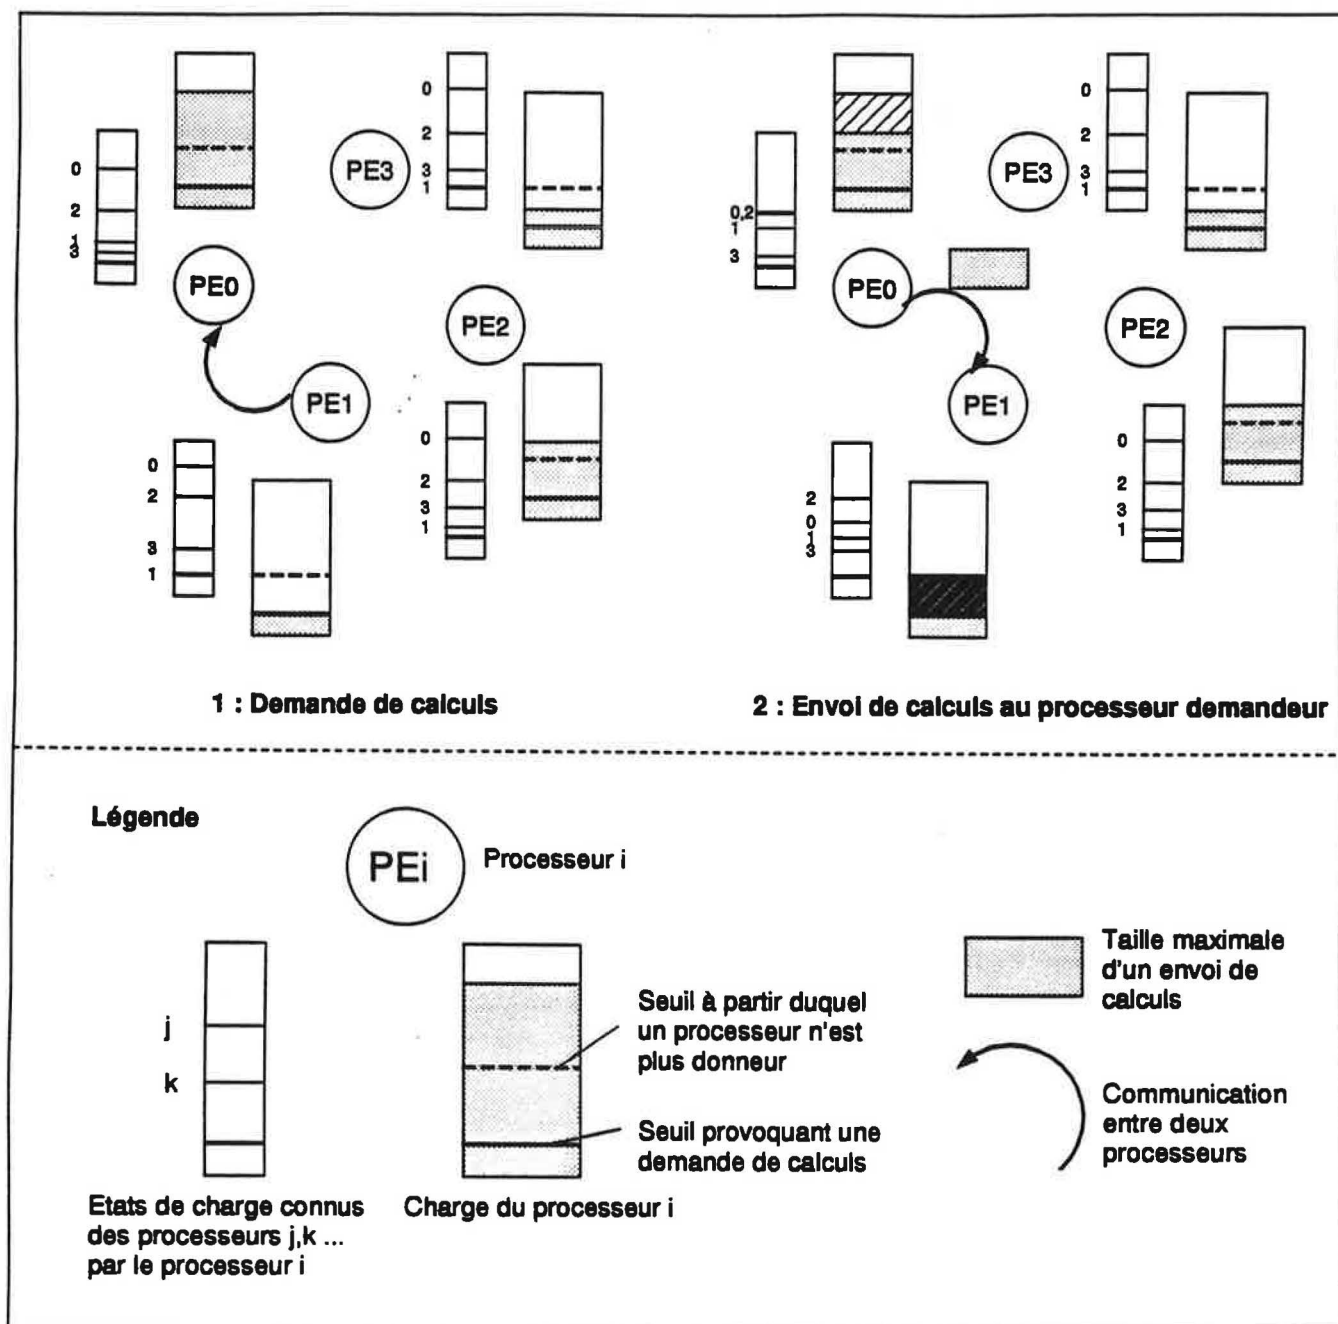 0
2
1
3
PE0
PE3
0
2
3
1
PE2
PE1
0
2
3
1
0
2
3
1
1 : Demande de calculs
0,2
1
3
PE0
PE3
0
2
3
1
PE2
PE1
2
0
1
3
0
2
3
1
2 : Envoi de calculs au processeur demandeur
Légende
PEi
Processeur i
j
k
Etats de charge connus
des processeurs j,k ...
par le processeur i
Charge du processeur i
Seuil à partir duquel
un processeur n'est
plus donneur
Seuil provoquant une
demande de calculs
Taille maximale
d'un envoi de
calculs
Communication
entre deux
processeurs